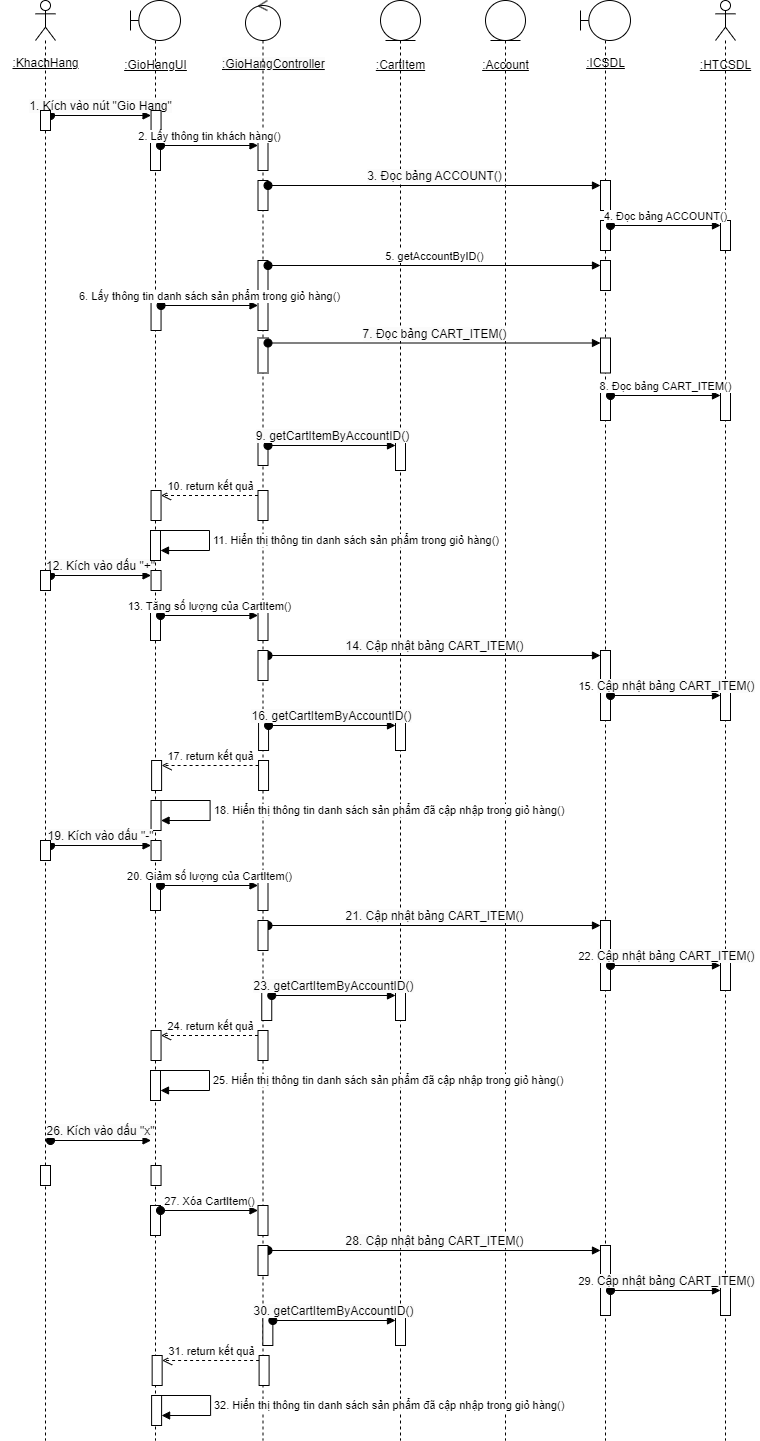 :KhachHang
:GioHangUI
:GioHangController
:CartItem
:Account
:ICSDL
:HTCSDL
1. Kích vào nút "Gio Hang"
2. Lấy thông tin khách hàng()
3. Đọc bảng ACCOUNT()
4. Đọc bảng ACCOUNT()
5. getAccountByID()
6. Lấy thông tin danh sách sản phẩm trong giỏ hàng()
7. Đọc bảng CART_ITEM()
8. Đọc bảng CART_ITEM()
9. getCartItemByAccountID()
10. return kết quả
11. Hiển thị thông tin danh sách sản phẩm trong giỏ hàng()
12. Kích vào dấu "+"
13. Tăng số lượng của CartItem()
14. Cập nhật bảng CART_ITEM()
15. Cập nhật bảng CART_ITEM()
16. getCartItemByAccountID()
17. return kết quả
18. Hiển thị thông tin danh sách sản phẩm đã cập nhập trong giỏ hàng()
19. Kích vào dấu "-"
20. Giảm số lượng của CartItem()
21. Cập nhật bảng CART_ITEM()
22. Cập nhật bảng CART_ITEM()
23. getCartItemByAccountID()
24. return kết quả
25. Hiển thị thông tin danh sách sản phẩm đã cập nhập trong giỏ hàng()
26. Kích vào dấu "x"
27. Xóa CartItem()
28. Cập nhật bảng CART_ITEM()
29. Cập nhật bảng CART_ITEM()
30. getCartItemByAccountID()
31. return kết quả
32. Hiển thị thông tin danh sách sản phẩm đã cập nhập trong giỏ hàng()